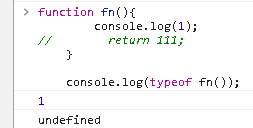 > function fn(){
        console.log(1);
//        return 111;
    }
    console.log(typeof fn());
1
undefined